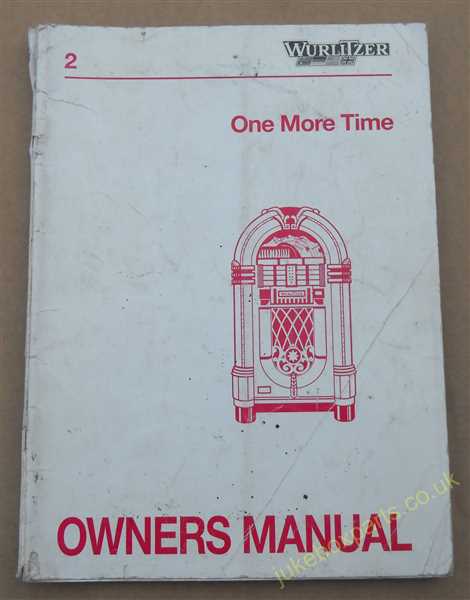 2
WURLITZER
One More Time
OWNERS MANUAL
jukeboxparts.co.uk